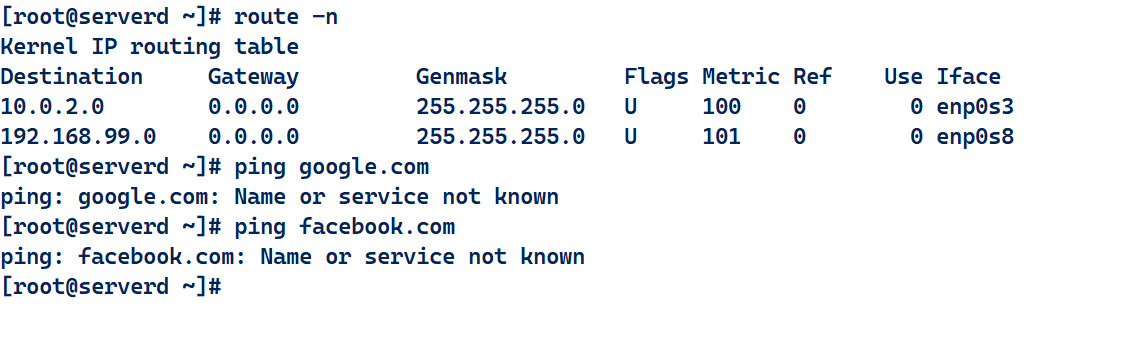 [root@serverd ~]# route -n
Kernel IP routing table
Destination     Gateway         Genmask         Flags Metric Ref    Use Iface
10.0.2.0        0.0.0.0         255.255.255.0   U     100    0        0 enp0s3
192.168.99.0    0.0.0.0         255.255.255.0   U     101    0        0 enp0s8
[root@serverd ~]# ping google.com
ping: google.com: Name or service not known
[root@serverd ~]# ping facebook.com
ping: facebook.com: Name or service not known
[root@serverd ~]#